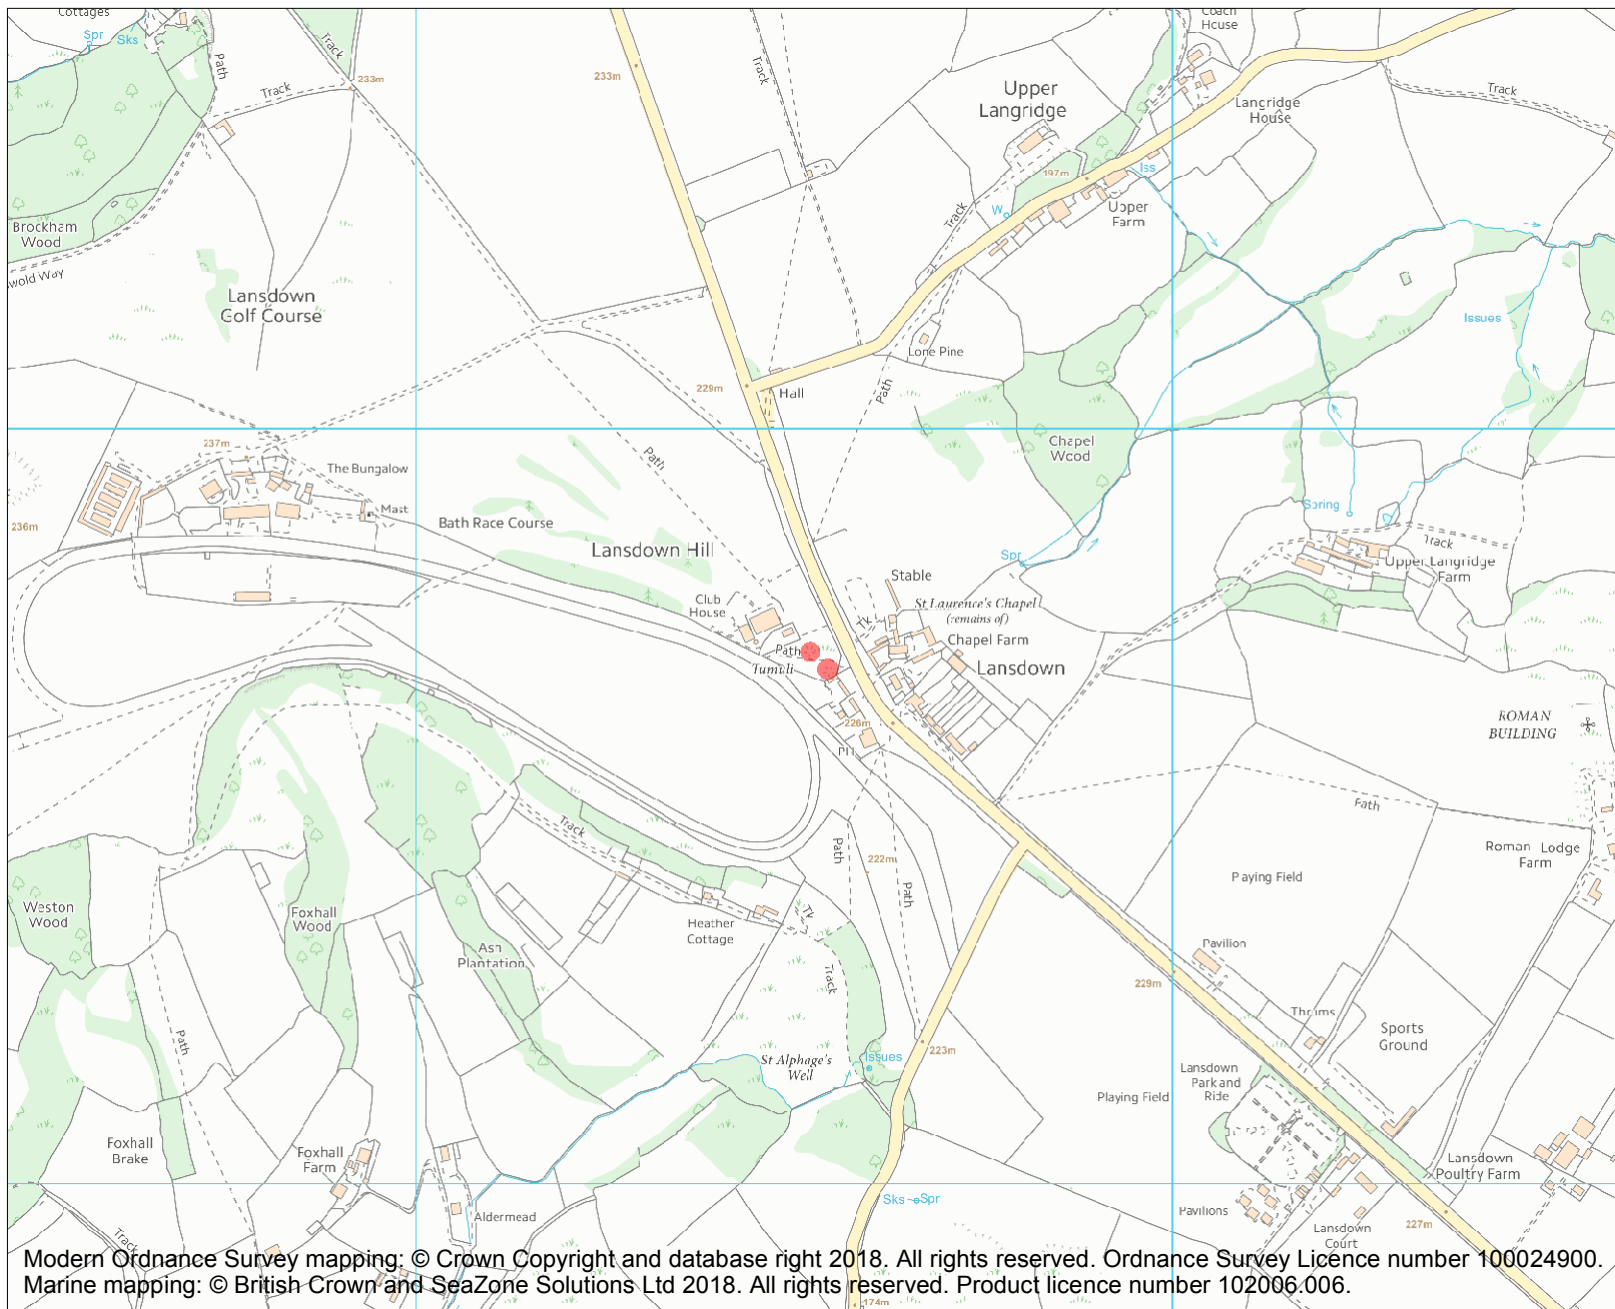 Cottages
Spr
Sks
Path
Track
233m
Track
233m
Track
Coach
House
Upper
Langridge
Langridge
House
Track
Brockham
Wood
wold Way
Lansdown
Golf Course
197m
Iss
W
Track
Upper
Farm
Issues
Lone Pine
229m
Hall
Path
237m
The Bungalow
Mast
236m
Bath Race Course
Path
Lansdown Hill
Chapel
Wood
Spring
Track
Upper Langridge
Farm
Spr
Stable
Club
House
St Laurence's Chapel
(remains of)
Tk
Chapel Farm
Path
Tumuli
Lansdown
226m
PH
ROMAN
BUILDING
Path
Track
Path
222m
Path
Roman Lodge
Farm
Playing Field
Weston
Wood
Foxhall
Wood
Ash
Plantation
Heather
Cottage
Tk
Track
Pavilion
229m
Path
Thrums
Sports
Ground
St Alphage's
Well
Issues
223m
Lansdown
Park and
Ride
Playing Field
Foxhall
Brake
Foxhall
Farm
Lansdown
Poultry Farm
Sks
Spr
Aldermead
Pavilions
Lansdown
Court
227m
Track
Modern Ordnance Survey mapping: © Crown Copyright and database right 2018. All rights reserved. Ordnance Survey Licence number 100024900.
Marine mapping: © British Crown and SeaZone Solutions Ltd 2018. All rights reserved. Product licence number 102006.006.
174m